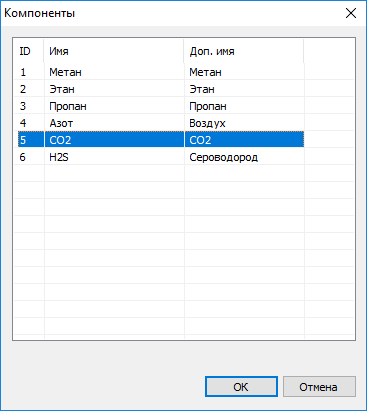 Компоненты
ID Имя Доп. имя
1 Метан Метан
2 Этан Этан
3 Пропан Пропан
4 Азот Воздух
5 CO2 CO2
6 H2S Сероводород
OK Отмена